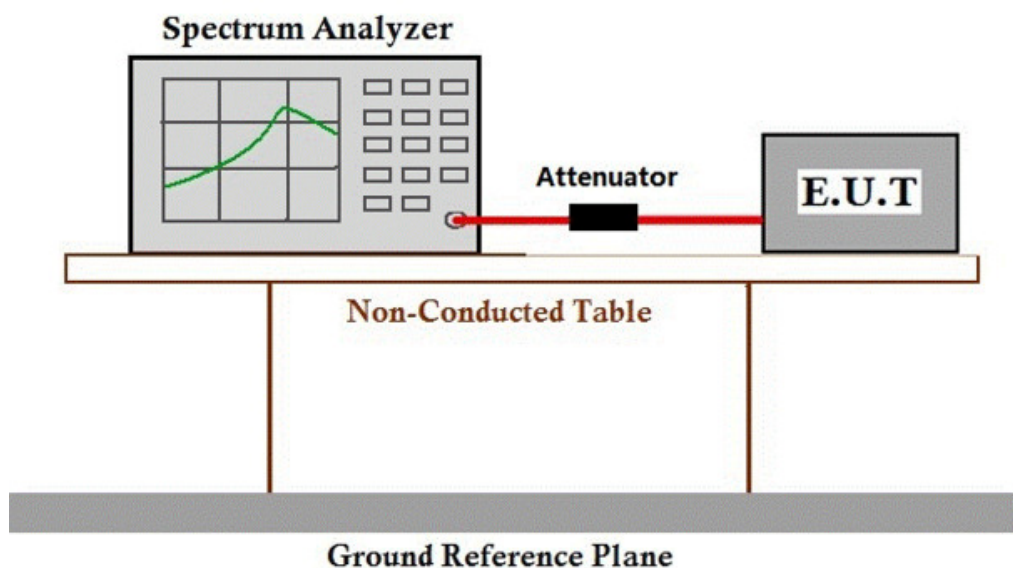 Spectrum Analyzer
Attenuator
E.U.T
Non-Conducted Table
Ground Reference Plane